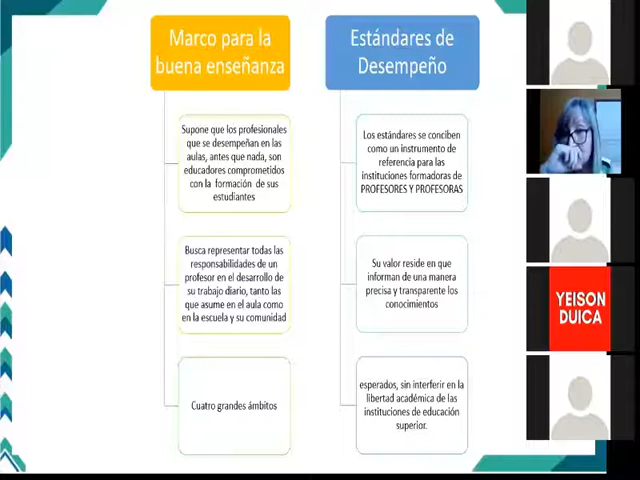 Marco para la
buena enseñanza
Supone que los profesionales
que se desempeñan en las
aulas, antes que nada, son
educadores comprometidos
con la formación de sus
estudiantes
Busca representar todas las
responsabilidades de un
profesor en el desarrollo de
su trabajo diario, tanto las
que asume en el aula como
en la escuela y su comunidad
Cuatro grandes ámbitos
Estándares de
Desempeño
Los estándares se conciben
como un instrumento de
referencia para las
instituciones formadoras de
PROFESORES Y PROFESORAS
Su valor reside en que
informan de una manera
precisa y transparente los
conocimientos
esperados, sin interferir en la
libertad académica de las
instituciones de educación
superior.
YEISON
DUICA